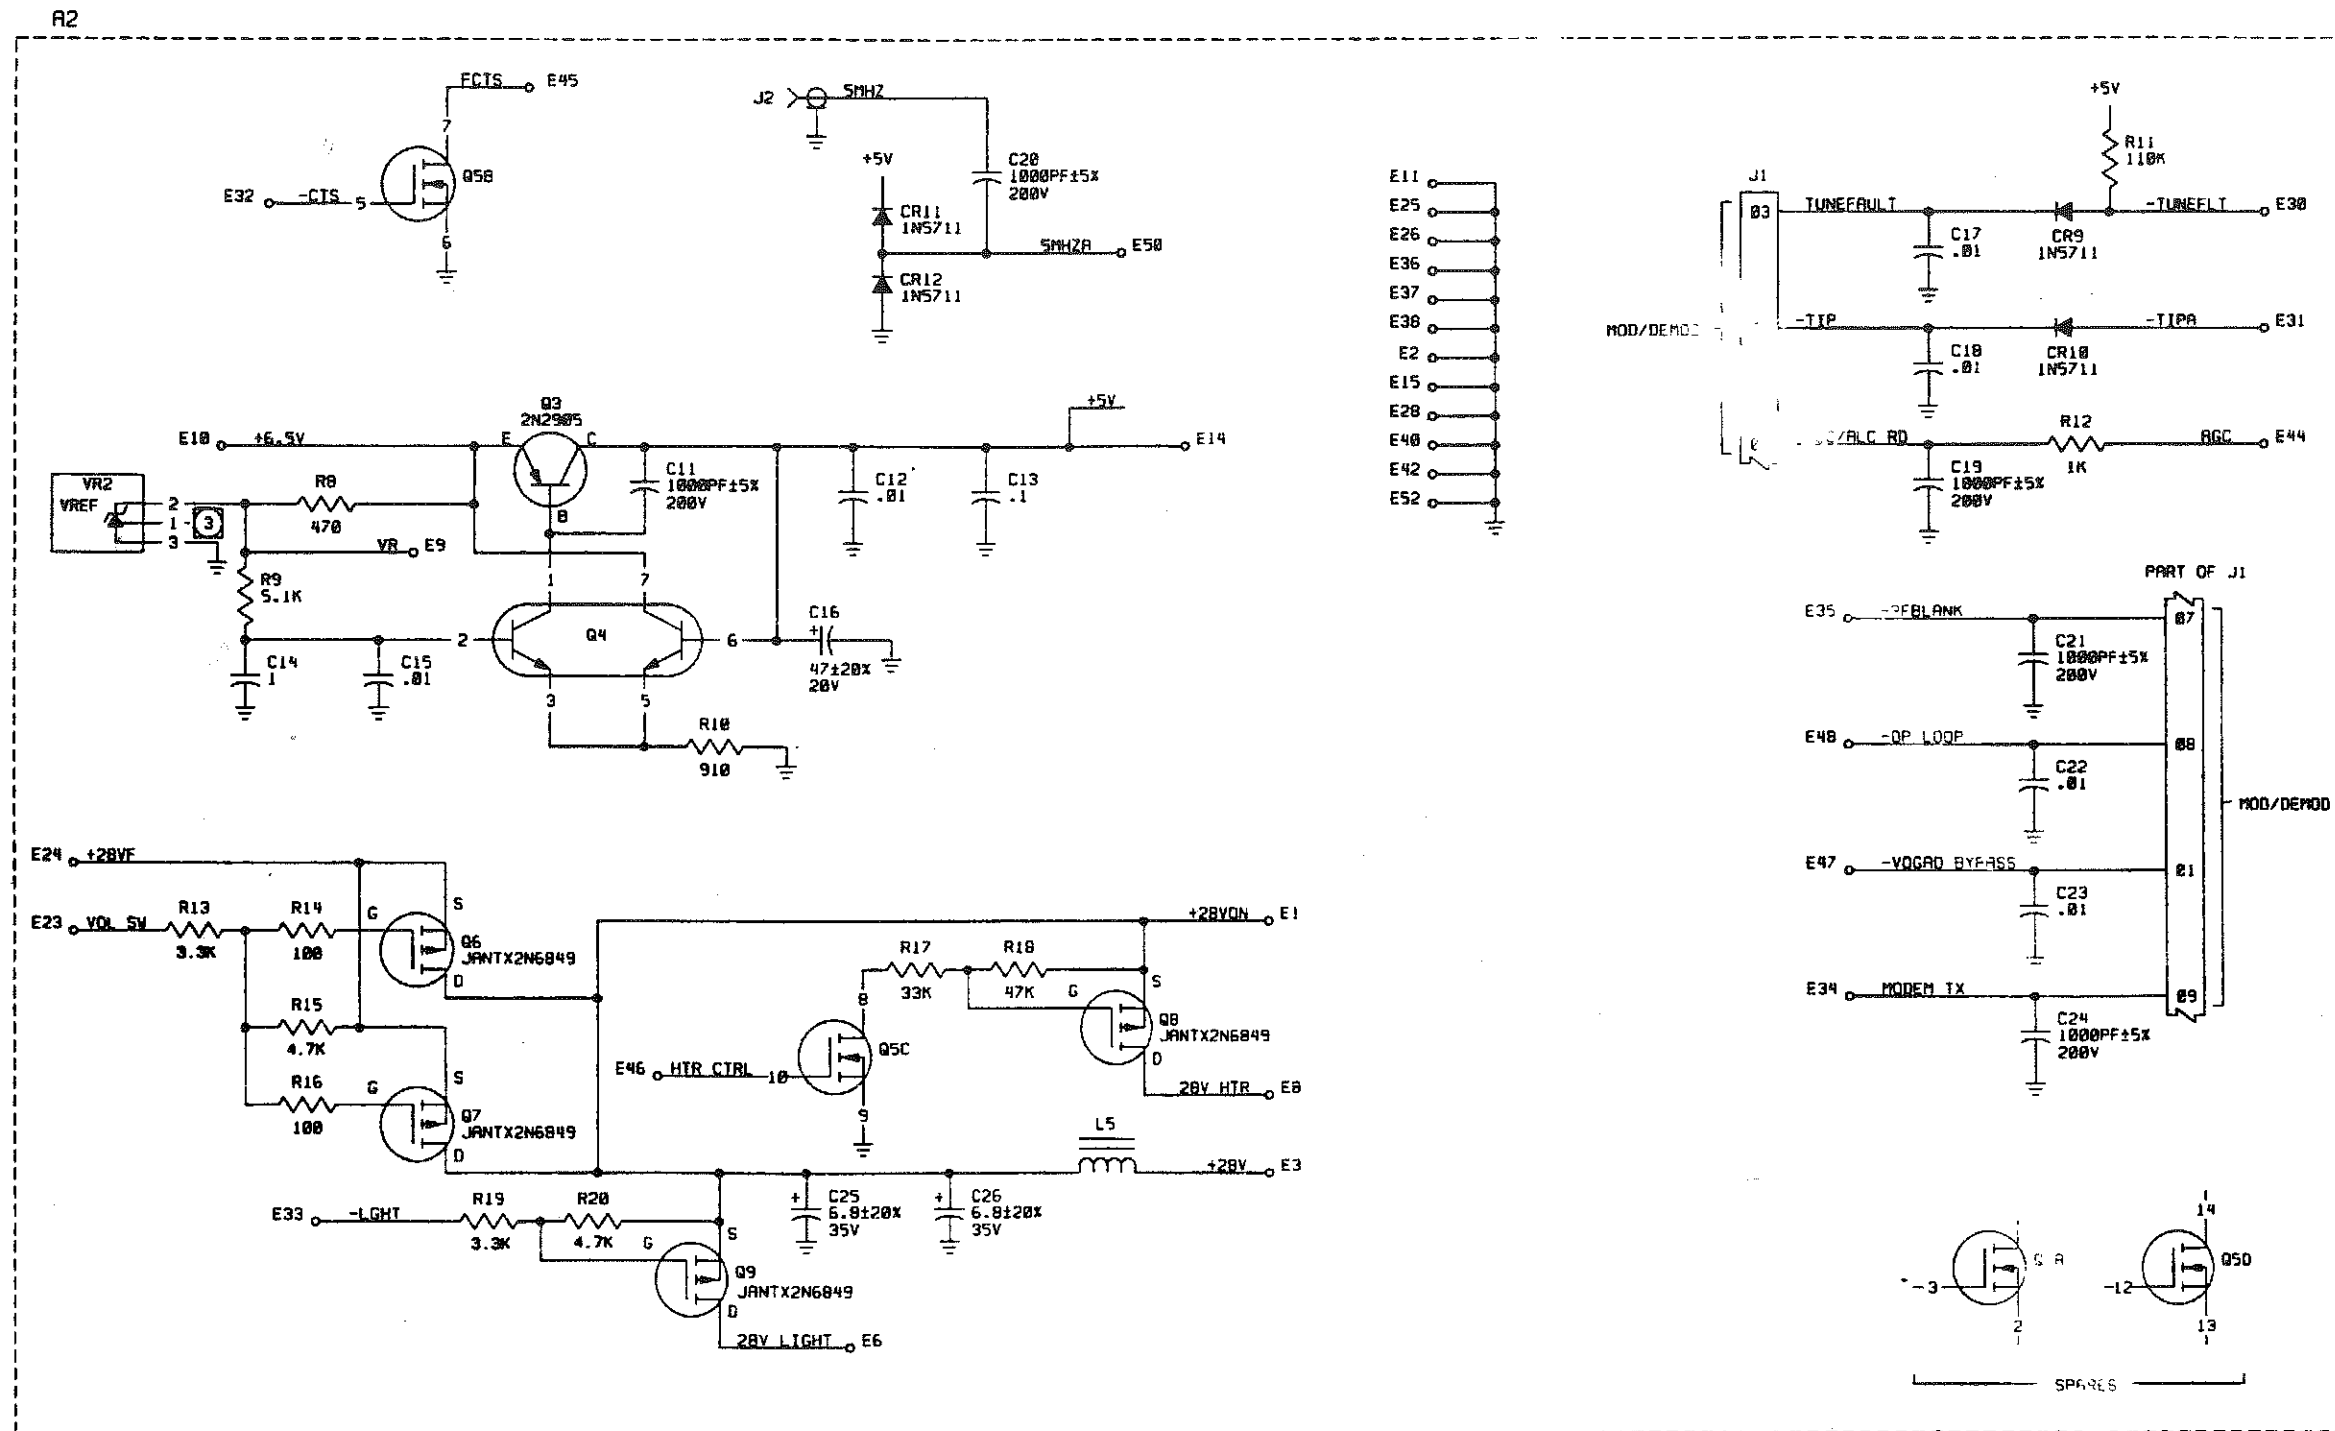 A2
FCTS
E45
7
Q5B
E32
-CTS
5
6
J2
5MHZ
+5V
C20
1000PF±5%
200V
CR11
1N5711
5MHZA
E50
CR12
1N5711
E11
E25
E26
E36
E37
E38
E2
E15
E28
E40
E42
E52
+5V
R11
110K
J1
03
TUNEFAULT
-TUNEFLT
E30
C17
.01
CR9
1N5711
MOD/DEMOD
-TIP
-TIPA
E31
C18
.01
CR10
1N5711
/ALC RD
R12
1K
AGC
E44
C19
1000PF±5%
200V
Q3
2N2905
E10
+6.5V
E
C
B
+5V
E14
VR2
VREF
2
1
3
3
R8
470
C11
1000PF±5%
200V
C12
.01
C13
.1
VR
E9
R9
5.1K
1
7
2
Q4
6
C16
+
47±20%
20V
C14
1
C15
.01
3
5
R10
910
PART OF J1
E35
-RFBLANK
07
C21
1000PF±5%
200V
E48
-OP LOOP
08
C22
.01
MOD/DEMOD
E47
-VOGAD BYPASS
01
C23
.01
E34
MODEM TX
09
C24
1000PF±5%
200V
E24
+28VF
E23
VOL SW
R13
3.3K
R14
100
G
S
Q6
JANTX2N6849
D
R15
4.7K
R16
100
G
S
Q7
JANTX2N6849
D
+28VON
E1
R17
33K
R18
47K
8
G
S
Q8
JANTX2N6849
D
Q5C
E46
HTR CTRL
10
9
28V HTR
E8
L5
+28V
E3
E33
-LGHT
R19
3.3K
R20
4.7K
G
S
Q9
JANTX2N6849
D
+
C25
6.8±20%
35V
+
C26
6.8±20%
35V
28V LIGHT
E6
3
2
14
Q5D
12
13
SPARES